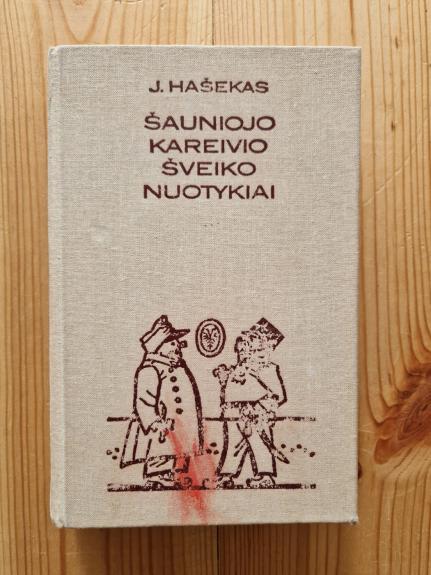 J. HAŠEKAS
ŠAUNIOJO
KAREIVIO
ŠVEIKO
NUOTYKIAI